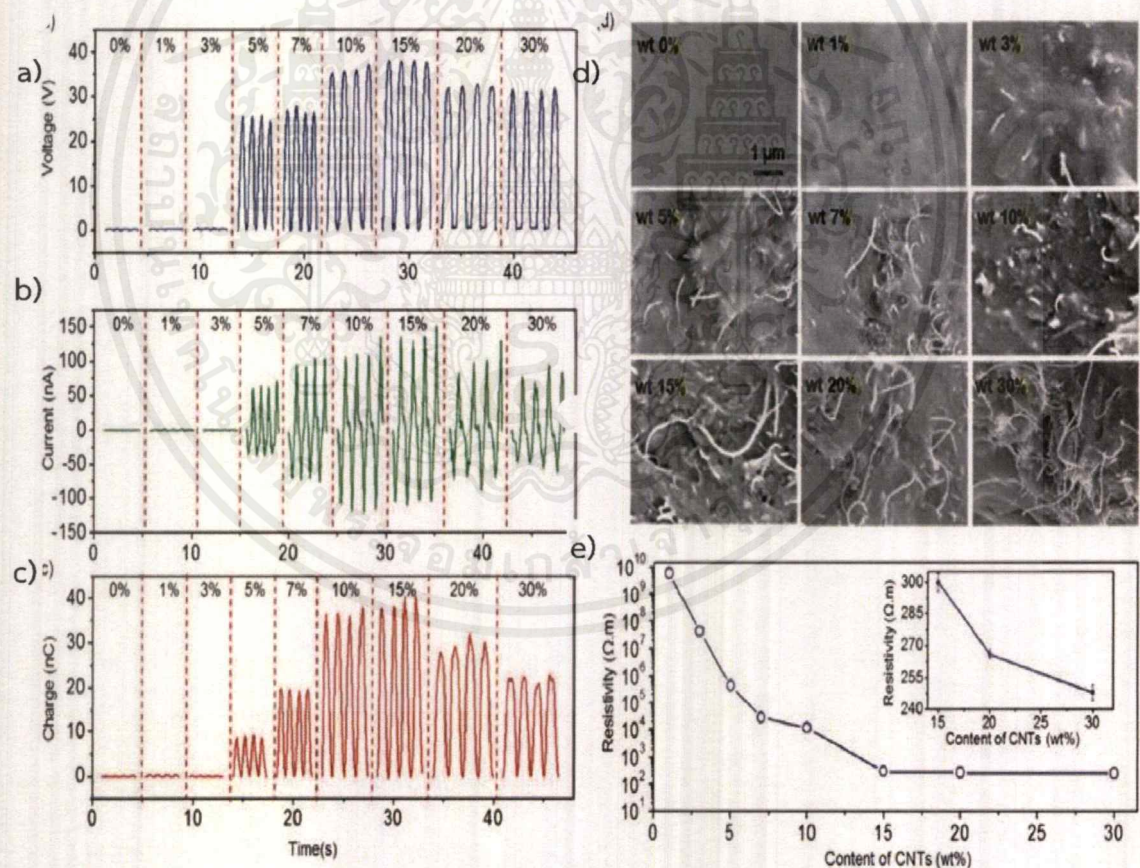 a)
0% 1% 3% 5% 7% 10% 15% 20% 30%
Voltage (V)
40
30
20
10
0
0 10 20 30 40
b)
0% 1% 3% 5% 7% 10% 15% 20% 30%
Current (nA)
150
100
50
0
-50
-100
-150
0 10 20 30 40
c)
0% 1% 3% 5% 7% 10% 15% 20% 30%
Charge (nC)
40
30
20
10
0
0 10 20 30 40
Time(s)
d)
wt 0% wt 1% wt 3%
1 μm
wt 5% wt 7% wt 10%
wt 15% wt 20% wt 30%
e)
Resistivity (Ω.m)
10¹⁰
10⁹
10⁸
10⁷
10⁶
10⁵
10⁴
10³
10²
10¹
0 5 10 15 20 25 30
Content of CNTs (wt%)
Resistivity (Ω.m)
300
285
270
255
240
15 20 25 30
Content of CNTs (wt%)